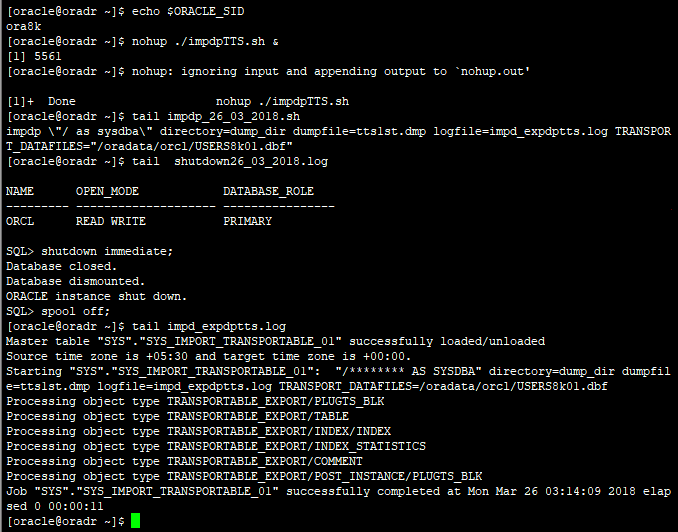 [oracle@oradr ~]$ echo $ORACLE_SID
ora8k
[oracle@oradr ~]$ nohup ./impdpTTS.sh &
[1] 5561
[oracle@oradr ~]$ nohup: ignoring input and appending output to `nohup.out'

[1]+  Done                    nohup ./impdpTTS.sh
[oracle@oradr ~]$ tail impdp_26_03_2018.sh
impdp \"/ as sysdba\" directory=dump_dir dumpfile=tts1st.dmp logfile=impd_expdptts.log TRANSPOR
T_DATAFILES="/oradata/orcl/USERS8k01.dbf"
[oracle@oradr ~]$ tail  shutdown26_03_2018.log

NAME      OPEN_MODE            DATABASE_ROLE
--------- -------------------- ----------------
ORCL      READ WRITE           PRIMARY

SQL> shutdown immediate;
Database closed.
Database dismounted.
ORACLE instance shut down.
SQL> spool off;
[oracle@oradr ~]$ tail impd_expdptts.log
Master table "SYS"."SYS_IMPORT_TRANSPORTABLE_01" successfully loaded/unloaded
Source time zone is +05:30 and target time zone is +00:00.
Starting "SYS"."SYS_IMPORT_TRANSPORTABLE_01":  "/******** AS SYSDBA" directory=dump_dir dumpfil
e=tts1st.dmp logfile=impd_expdptts.log TRANSPORT_DATAFILES=/oradata/orcl/USERS8k01.dbf
Processing object type TRANSPORTABLE_EXPORT/PLUGTS_BLK
Processing object type TRANSPORTABLE_EXPORT/TABLE
Processing object type TRANSPORTABLE_EXPORT/INDEX/INDEX
Processing object type TRANSPORTABLE_EXPORT/INDEX_STATISTICS
Processing object type TRANSPORTABLE_EXPORT/COMMENT
Processing object type TRANSPORTABLE_EXPORT/POST_INSTANCE/PLUGTS_BLK
Job "SYS"."SYS_IMPORT_TRANSPORTABLE_01" successfully completed at Mon Mar 26 03:14:09 2018 elap
sed 0 00:00:11
[oracle@oradr ~]$